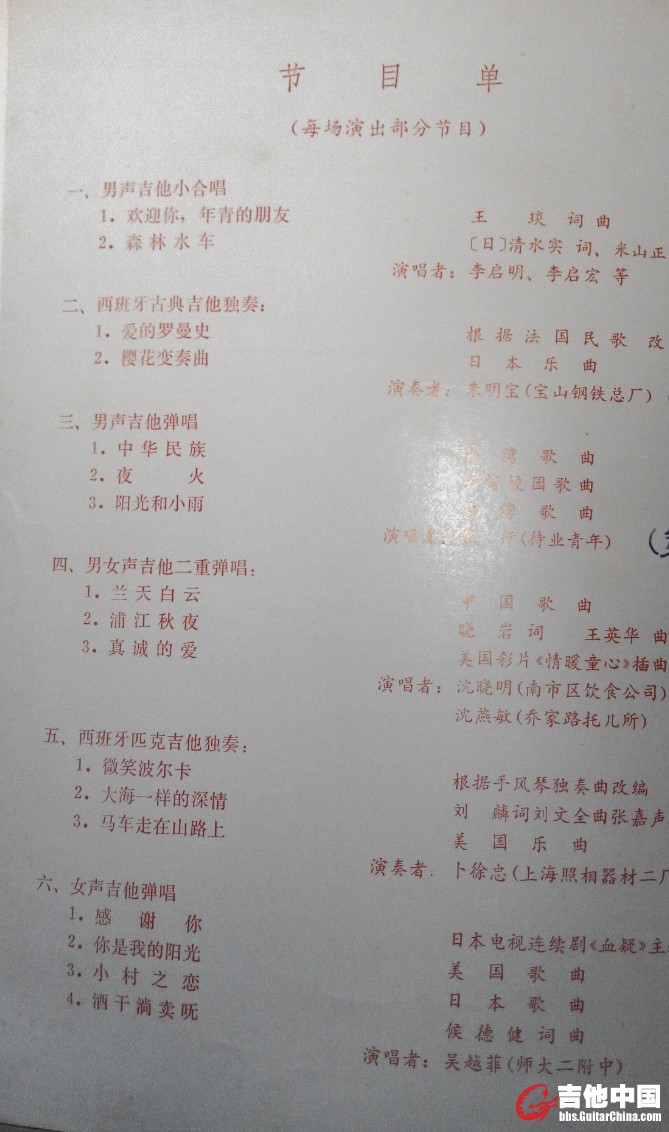 节 目 单
(每场演出部分节目)
一、男声吉他小合唱
1. 欢迎你，年青的朋友 王 琰 词 曲
2. 森林水车 〔日〕清水实 词、米山正
演唱者：李启明、李启宏 等
二、西班牙古典吉他独奏：
1. 爱的罗曼史 根据法国民歌 改
2. 樱花变奏曲 日本乐曲
演奏者：朱明宝(宝山钢铁总厂)
三、男声吉他弹唱
1. 中华民族 湾歌曲
2. 夜 火 校园歌曲
3. 阳光和小雨 湾歌曲
演唱者： (待业青年)
四、男女声吉他二重弹唱：
1. 兰天白云 中国歌曲
2. 浦江秋夜 晓岩词 王英华曲
3. 真诚的爱 美国彩片《情暖童心》插曲
演唱者：沈晓明(南市区饮食公司)
沈燕敏(乔家路托儿所)
五、西班牙匹克吉他独奏：
1. 微笑波尔卡 根据手风琴独奏曲改编
2. 大海一样的深情 刘 麟词刘文全曲张嘉声
3. 马车走在山路上 美国乐曲
演奏者. 卜徐忠(上海照相器材二厂
六、女声吉他弹唱
1. 感 谢 你 日本电视连续剧《血疑》主
2. 你是我的阳光 美国歌曲
3. 小村之恋 日本歌曲
4. 酒干淌卖呒 侯德健词曲
演唱者：吴越菲(师大二附中)
吉他中国
bbs.GuitarChina.com